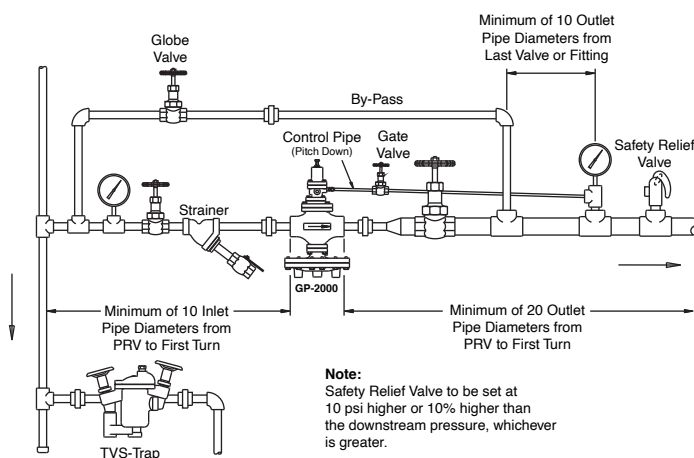 Minimum of 10 Outlet
Pipe Diameters from
Last Valve or Fitting
Globe
Valve
By-Pass
Control Pipe
(Pitch Down)
Gate
Valve
Safety Relief
Valve
Strainer
GP-2000
Minimum of 10 Inlet
Pipe Diameters from
PRV to First Turn
Minimum of 20 Outlet
Pipe Diameters from
PRV to First Turn
Note:
Safety Relief Valve to be set at
10 psi higher or 10% higher than
the downstream pressure, whichever
is greater.
TVS-Trap